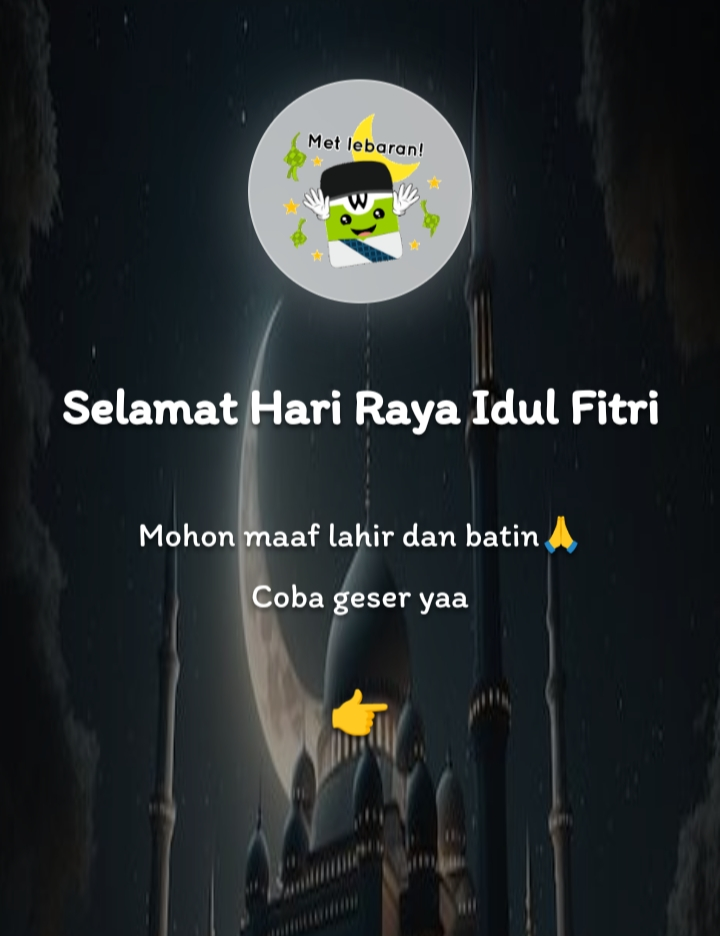 Met lebaran!
W
Selamat Hari Raya Idul Fitri
Mohon maaf lahir dan batin🙏
Coba geser yaa
👉